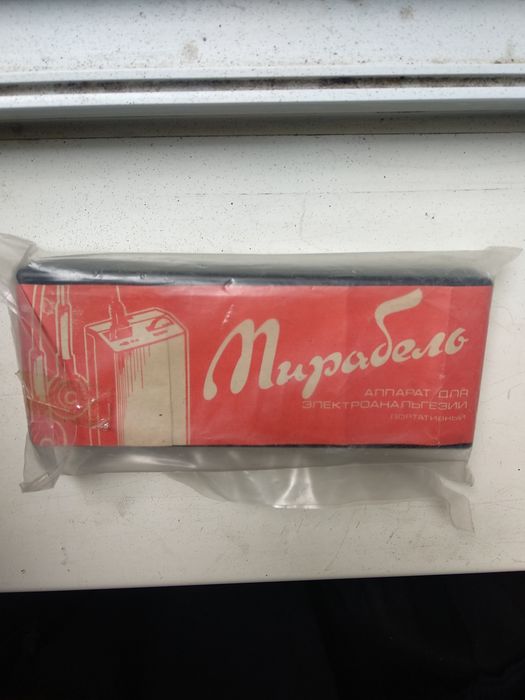 Мирабель
АППАРАТ ДЛЯ
ЭЛЕКТРОАНАЛЬГЕЗИИ
ПОРТАТИВНЫЙ